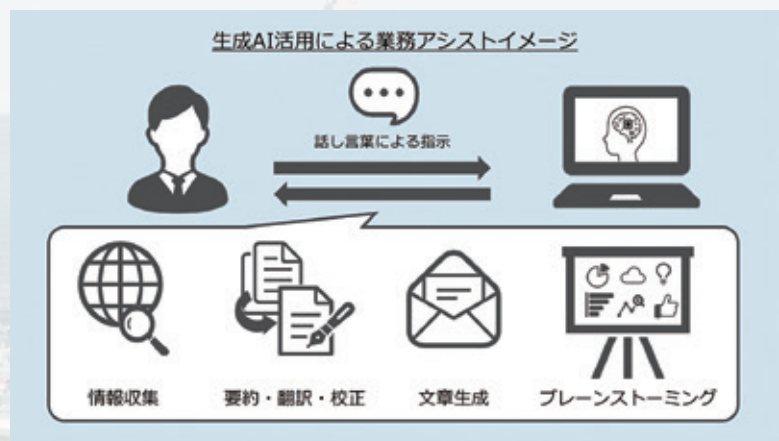 生成AI活用による業務アシストイメージ
話し言葉による指示
情報収集
要約・翻訳・校正
文章生成
ブレーンストーミング